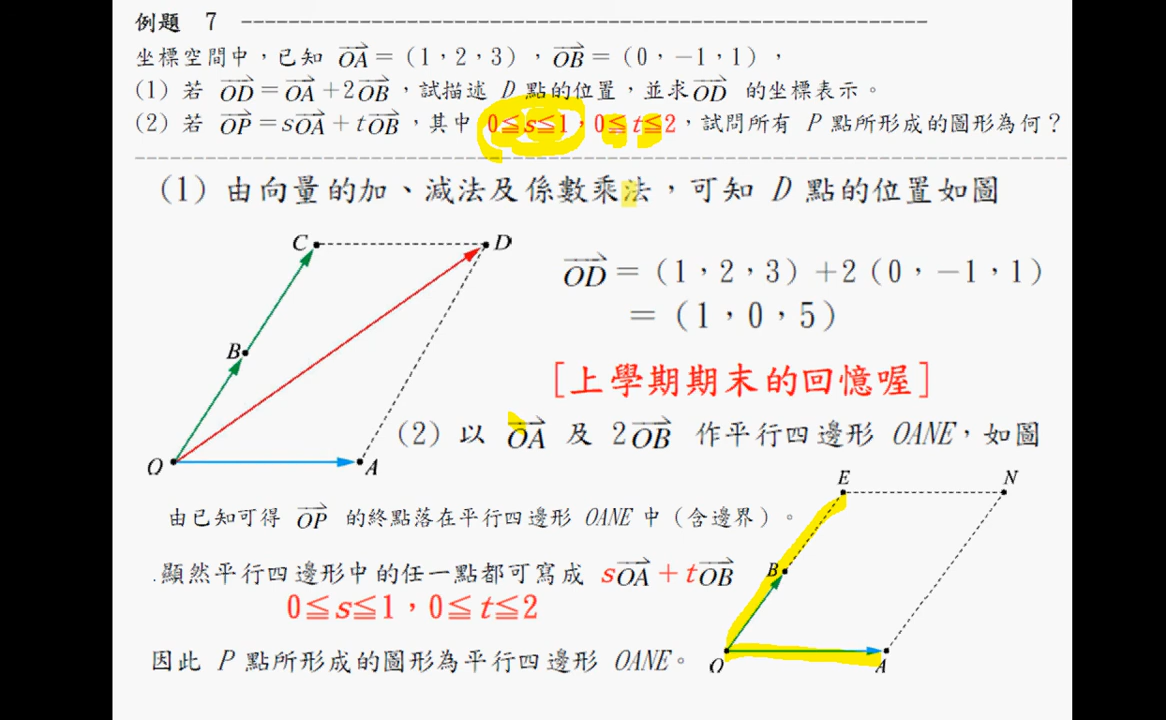 例題 7
坐標空間中，已知 OA＝(1，2，3)，OB＝(0，−1，1)，
(1) 若 OD＝OA＋2OB，試描述 D 點的位置，並求OD 的坐標表示。
(2) 若 OP＝sOA＋tOB，其中 0≦s≦1，0≦t≦2，試問所有 P 點所形成的圖形為何？
(1) 由向量的加、減法及係數乘法，可知 D 點的位置如圖
C
D
B
O
A
OD＝(1，2，3)＋2(0，−1，1)
＝(1，0，5)
[上學期期末的回憶喔]
(2) 以 OA 及 2OB 作平行四邊形 OANE，如圖
由已知可得 OP 的終點落在平行四邊形 OANE 中（含邊界）。
顯然平行四邊形中的任一點都可寫成 sOA＋tOB
0≦s≦1，0≦t≦2
因此 P 點所形成的圖形為平行四邊形 OANE。
E
N
B
O
A